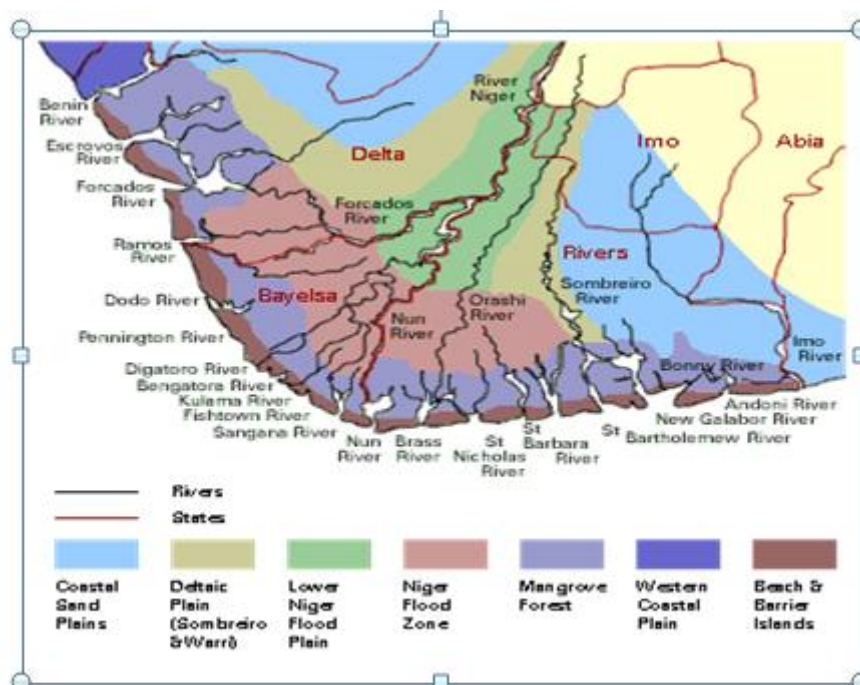 River
Niger
Benin
River
Escrovos
River
Delta
Imo
Abia
Forcados
River
Forcados
River
Ramos
River
Rivers
Sombreiro
River
Dodo River
Bayelsa
Orashi
River
Nun
River
Pennington
River
Imo
River
Digatoro River
Bengatora River
Bonny River
Kulama River
Fishtown River
Sangana River
Andoni River
New Galabor River
St
Bartholemew River
Nun
River
Brass
River
St
Nicholas
River
St
Barbara
River
Rivers
States
Coastal
Sand
Plains
Deltaic
Plain
(Sombreiro
&Warri)
Lower
Niger
Flood
Plain
Niger
Flood
Zone
Mangrove
Forest
Western
Coastal
Plain
Beach &
Barrier
Islands